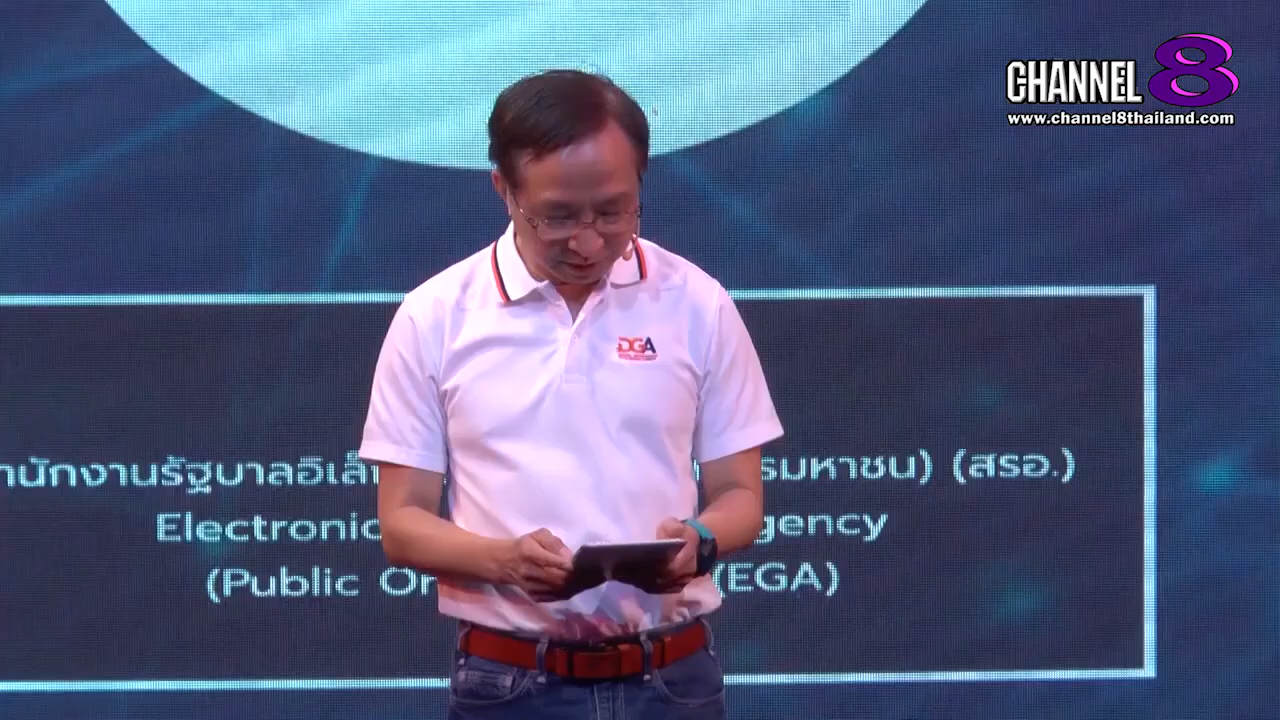 CHANNEL 8
www.channel8thailand.com
DGA
านักงานรัฐบาลอิเล็ รมหาชน) (สรอ.)
Electronic gency
(Public Or (EGA)